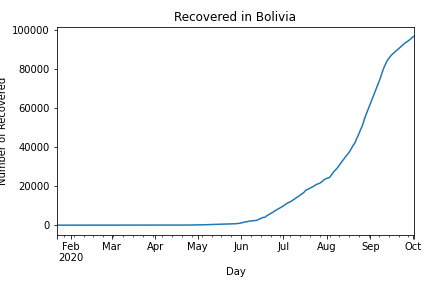 Recovered in Bolivia
Number of Recovered
100000
80000
60000
40000
20000
0
Feb Mar Apr May Jun Jul Aug Sep Oct
2020
Day